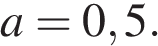 a = 0,5.